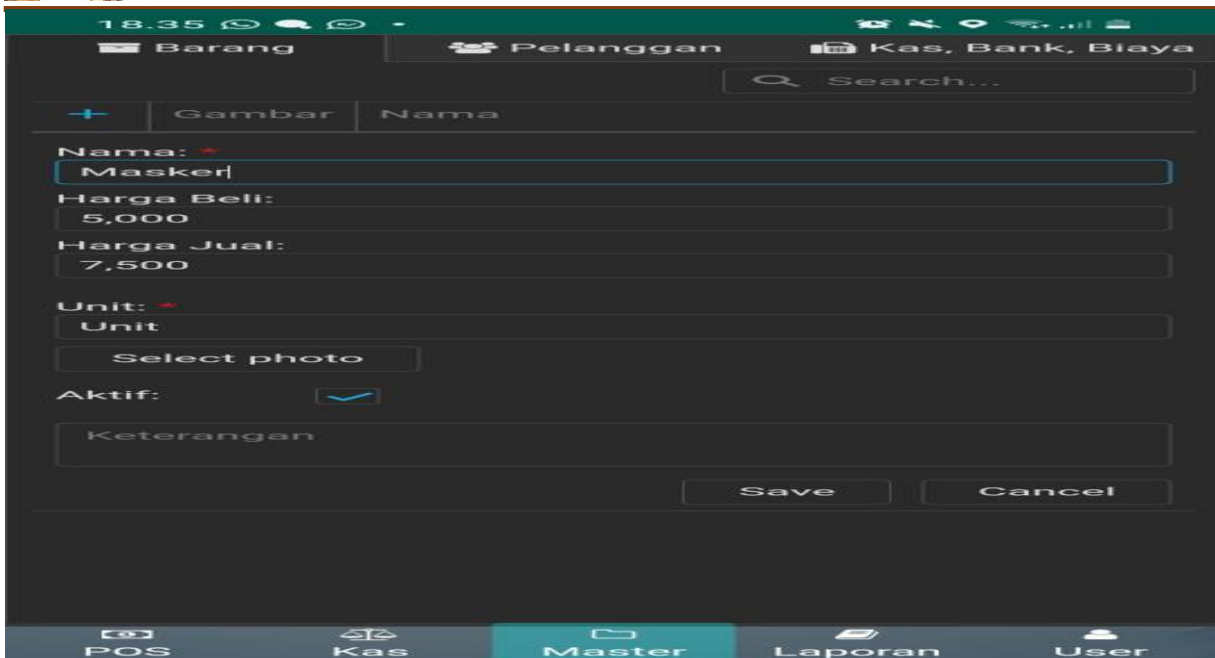 18.35
Barang Pelanggan Kas, Bank, Biaya
Search...
Gambar Nama
Nama: *
Masker
Harga Beli:
5,000
Harga Jual:
7,500
Unit: *
Unit
Select photo
Aktif:
Keterangan
Save Cancel
POS Kas Master Laporan User